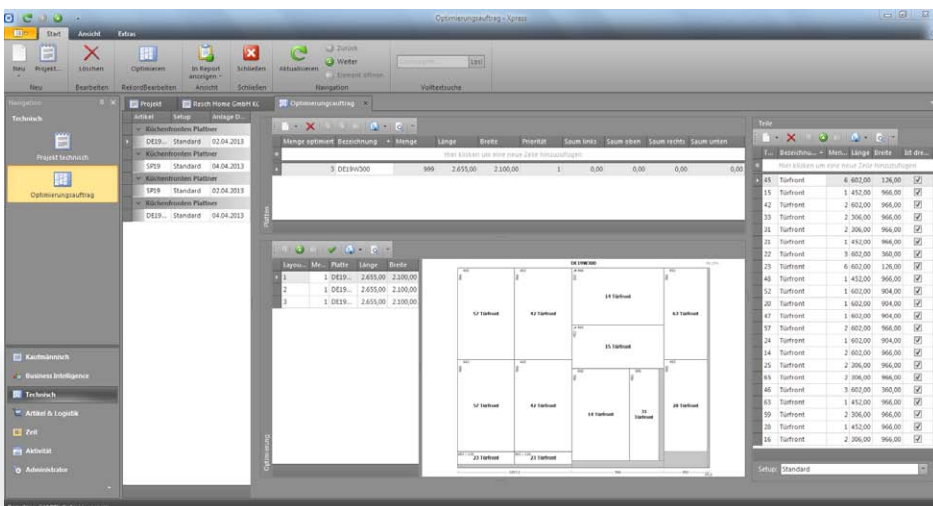 Optimierungsauftrag - Xpress
Start Ansicht Extras
Neu Projekt... Löschen Optimieren In Report anzeigen Schließen Aktualisieren Zurück
Weiter
Element öffnen
Los!
Neu Bearbeiten RekordBearbeiten Ansicht Schließen Navigation Volltextsuche
Navigation
Technisch
Projekt technisch
Optimierungsauftrag
Kaufmännisch
Business Intelligence
Technisch
Artikel & Logistik
Zeit
Aktivität
Administrator
Projekt Resch Home GmbH KL Optimierungsauftrag
Artikel Setup Anlage D...
Küchenfronten Plattner
DE19... Standard 02.04.2013
Küchenfronten Plattner
SP19 Standard 04.04.2013
Küchenfronten Plattner
SP19 Standard 02.04.2013
Küchenfronten Plattner
DE19... Standard 04.04.2013
Platten
Menge optimiert Bezeichnung Menge Länge Breite Priorität Saum links Saum oben Saum rechts Saum unten
Hier klicken um eine neue Zeile hinzuzufügen
3 DE19W300 999 2.655,00 2.100,00 1 0,00 0,00 0,00 0,00
Optimierung
Layou... Me... Platte Länge Breite
1 1 DE19... 2.655,00 2.100,00
2 1 DE19... 2.655,00 2.100,00
3 1 DE19... 2.655,00 2.100,00
DE19W300
14 Türfront
57 Türfront 42 Türfront 63 Türfront
15 Türfront
57 Türfront 42 Türfront 28 Türfront
31 Türfront
23 Türfront 23 Türfront
Teile
T... Bezeichnu... Men... Länge Breite Ist dre...
Hier klicken um eine neue Zeile hinzuzufügen
45 Türfront 6 602,00 126,00
15 Türfront 1 452,00 966,00
42 Türfront 2 602,00 966,00
33 Türfront 2 306,00 966,00
31 Türfront 2 306,00 966,00
21 Türfront 1 452,00 966,00
22 Türfront 3 602,00 360,00
23 Türfront 6 602,00 126,00
48 Türfront 1 452,00 966,00
52 Türfront 1 602,00 904,00
20 Türfront 1 602,00 904,00
47 Türfront 1 602,00 904,00
57 Türfront 2 602,00 966,00
24 Türfront 1 602,00 904,00
14 Türfront 2 602,00 966,00
25 Türfront 2 306,00 966,00
65 Türfront 2 306,00 966,00
46 Türfront 3 602,00 360,00
63 Türfront 1 452,00 966,00
59 Türfront 2 306,00 966,00
28 Türfront 1 452,00 966,00
16 Türfront 2 306,00 966,00
Setup: Standard